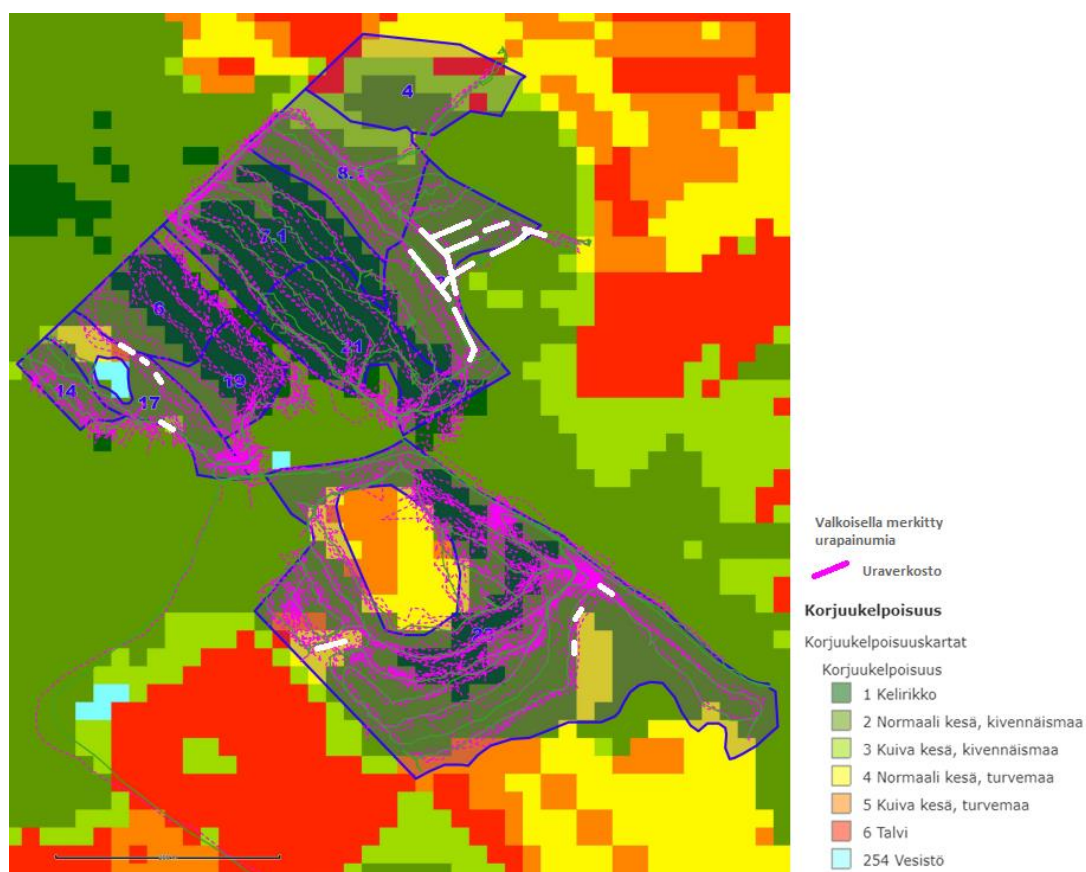 4
8.1
7.1
6
21
19
14
17
Valkoisella merkitty
urapainumia
Uraverkosto
Korjuukelpoisuus
Korjuukelpoisuuskartat
Korjuukelpoisuus
1 Kelirikko
2 Normaali kesä, kivennäismaa
3 Kuiva kesä, kivennäismaa
4 Normaali kesä, turvemaa
5 Kuiva kesä, turvemaa
6 Talvi
254 Vesistö